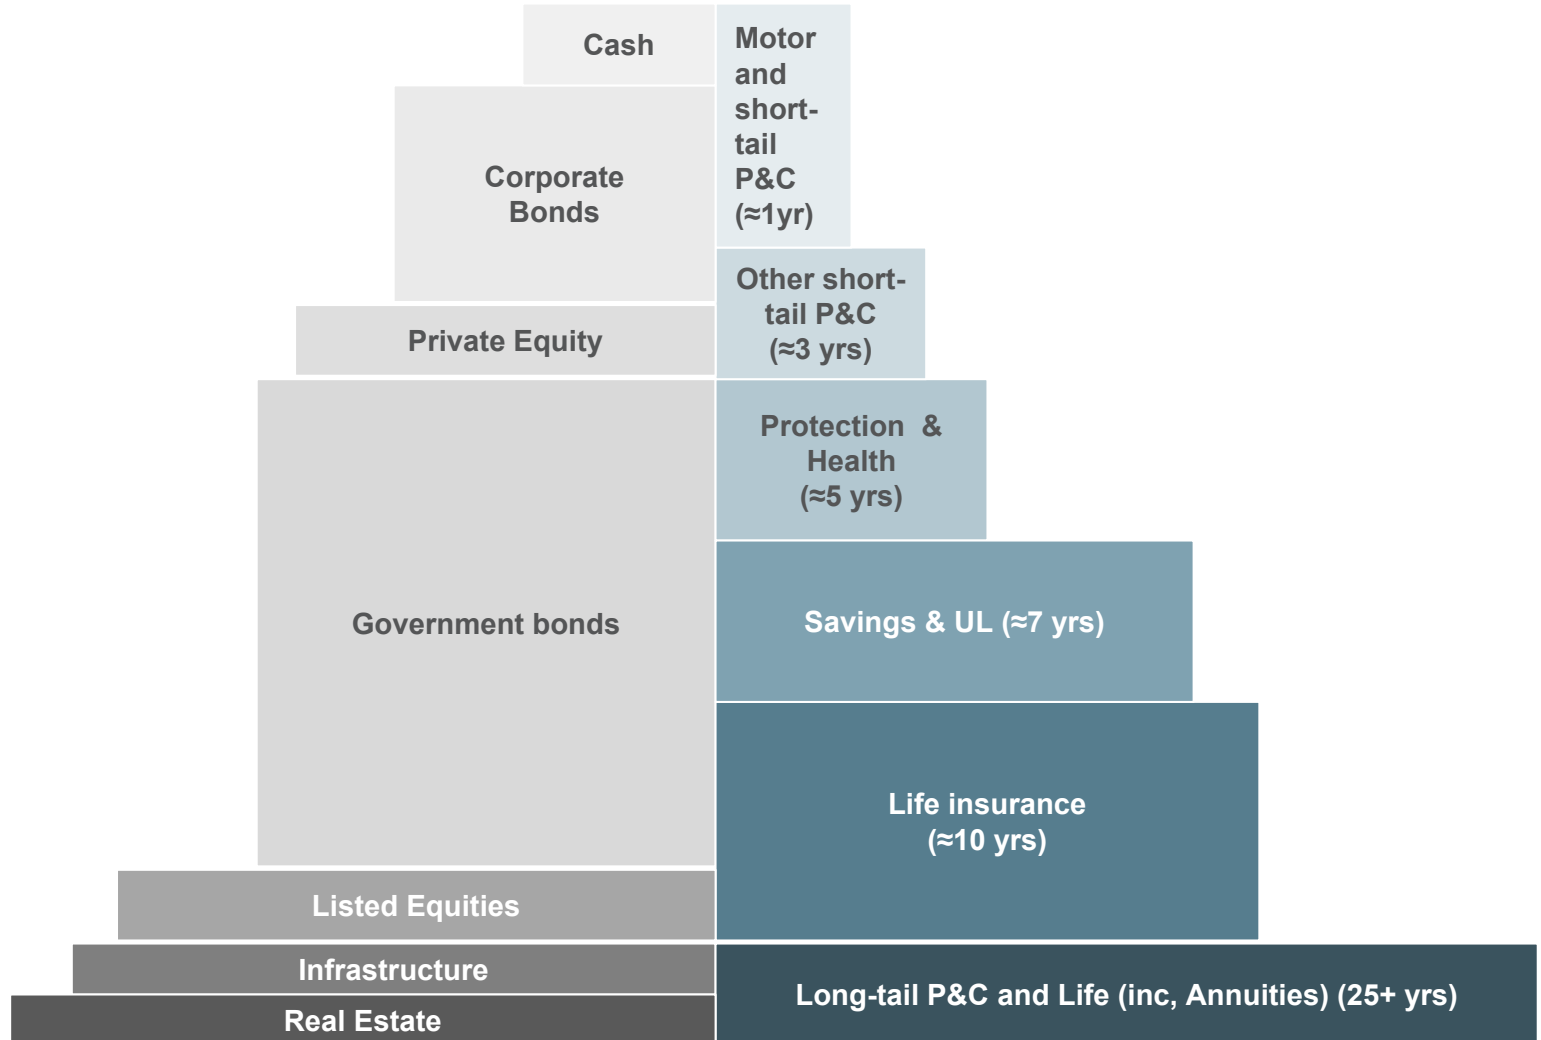 Cash
Corporate
Bonds
Private Equity
Government bonds
Listed Equities
Infrastructure
Real Estate
Motor
and
short-
tail
P&C
(≈1yr)
Other short-
tail P&C
(≈3 yrs)
Protection  &
Health
(≈5 yrs)
Savings & UL (≈7 yrs)
Life insurance
(≈10 yrs)
Long-tail P&C and Life (inc, Annuities) (25+ yrs)